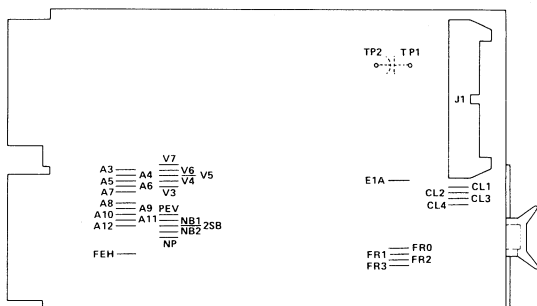 TP2 TP1
J1
V7
A3 A4 V6 V5
A5 A6 V4
A7 V3
E1A
CL1
CL2 CL3
CL4
A8 A9 PEV
A10 A11 NB1 2SB
A12 NB2
NP
FEH
FR0
FR1 FR2
FR3